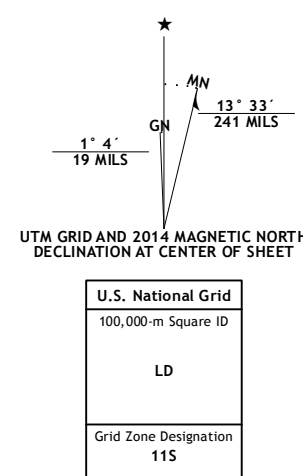 ★
MN
GN
13° 33´
241 MILS
1° 4´
19 MILS
UTM GRID AND 2014 MAGNETIC NORTH
DECLINATION AT CENTER OF SHEET
U.S. National Grid
100,000-m Square ID
LD
Grid Zone Designation
11S